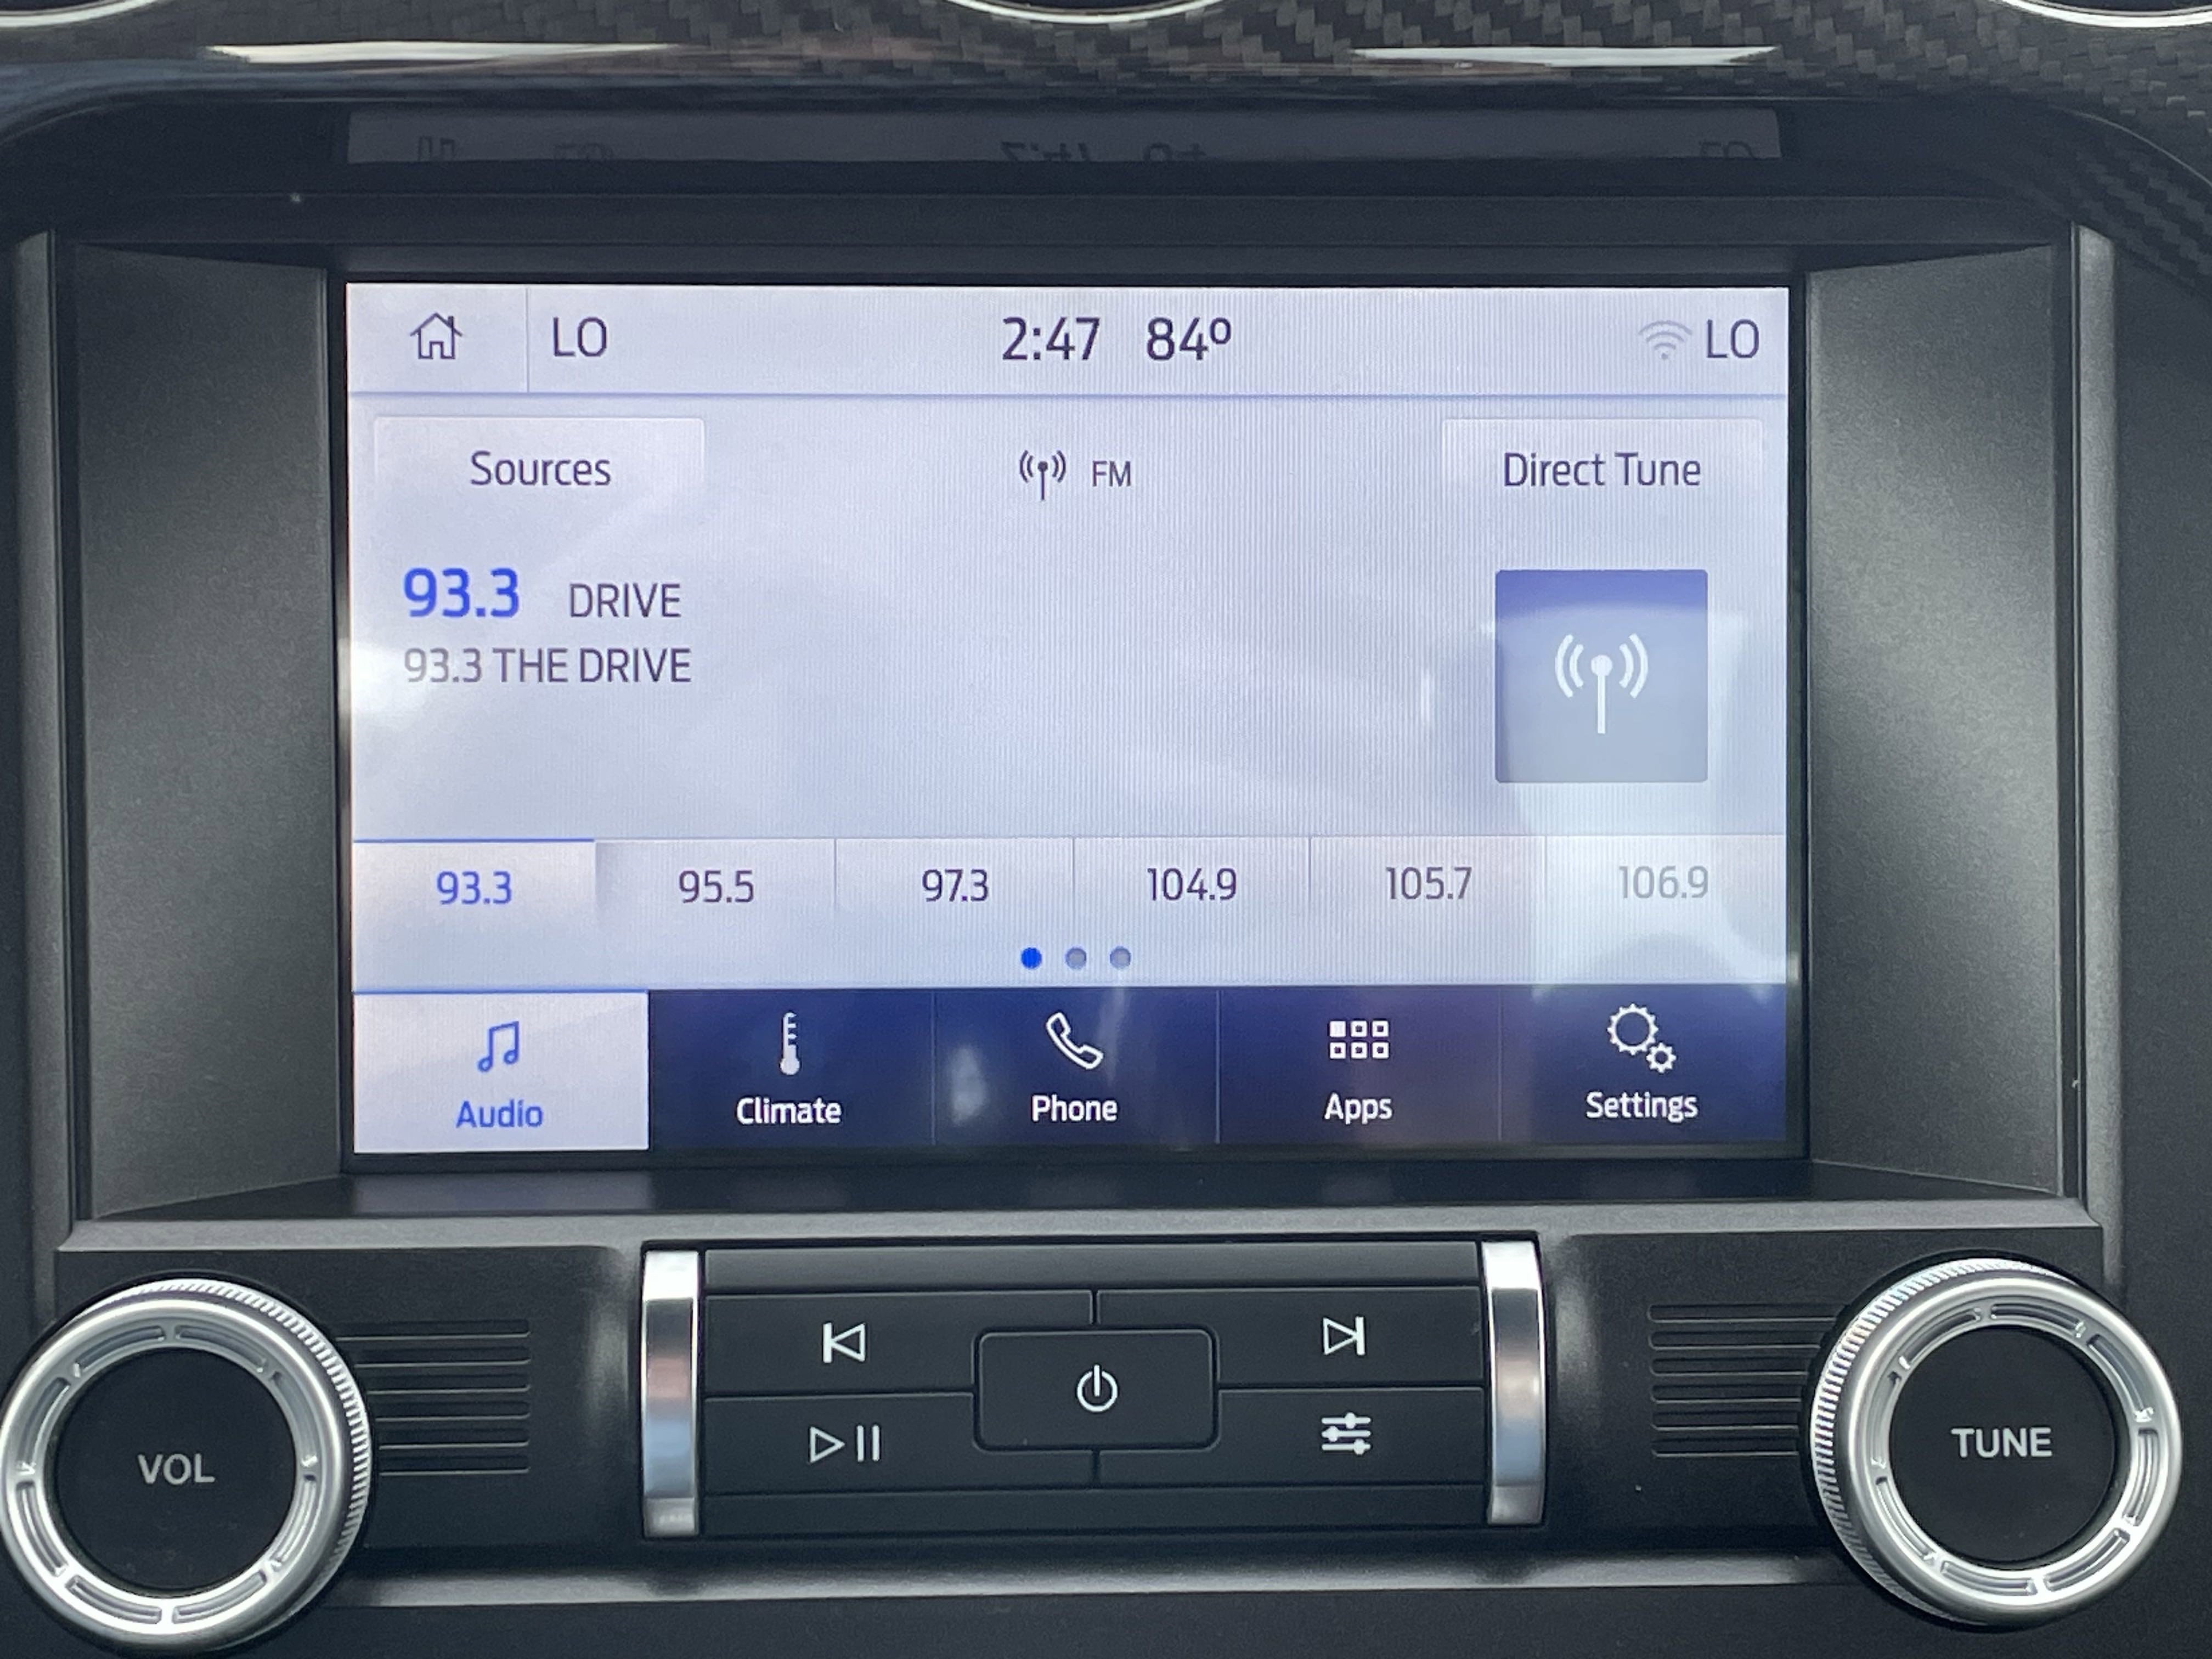 LO 2:47 84º LO
Sources FM Direct Tune
93.3 DRIVE
93.3 THE DRIVE
93.3 95.5 97.3 104.9 105.7 106.9
Audio Climate Phone Apps Settings
VOL TUNE